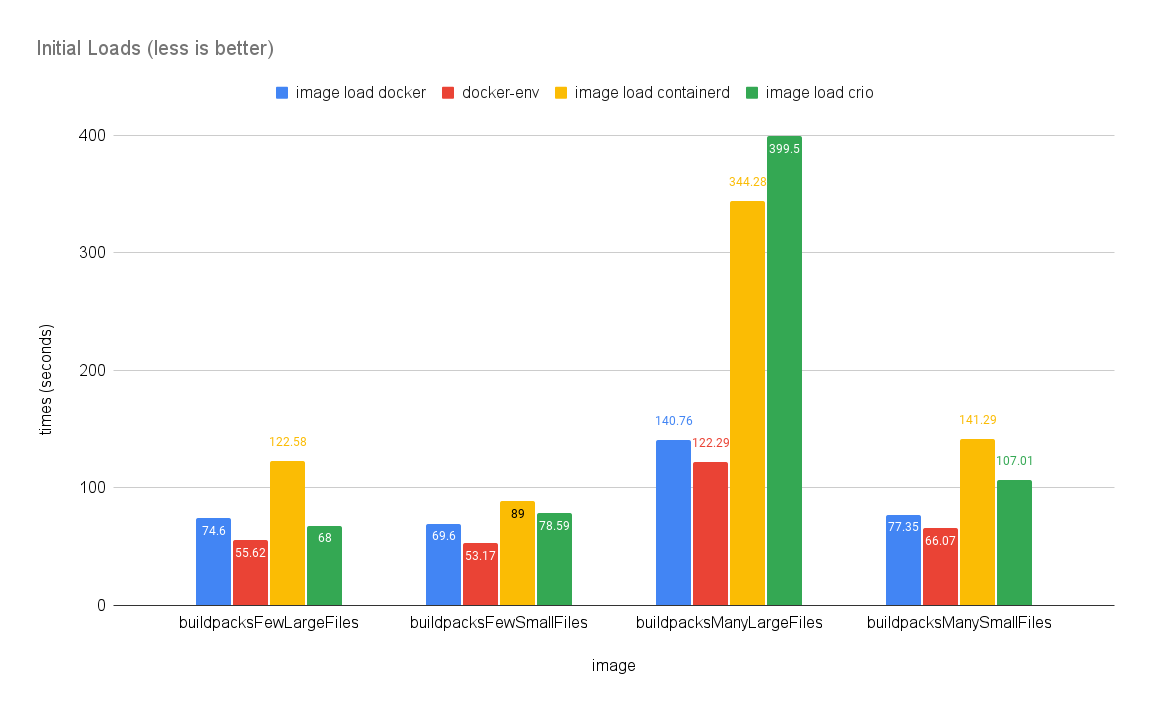 Initial Loads (less is better)
image load docker docker-env image load containerd image load crio
400
300
200
100
0
times (seconds)
74.6 55.62 122.58 68
69.6 53.17 89 78.59
140.76 122.29 344.28 399.5
77.35 66.07 141.29 107.01
buildpacksFewLargeFiles buildpacksFewSmallFiles buildpacksManyLargeFiles buildpacksManySmallFiles
image